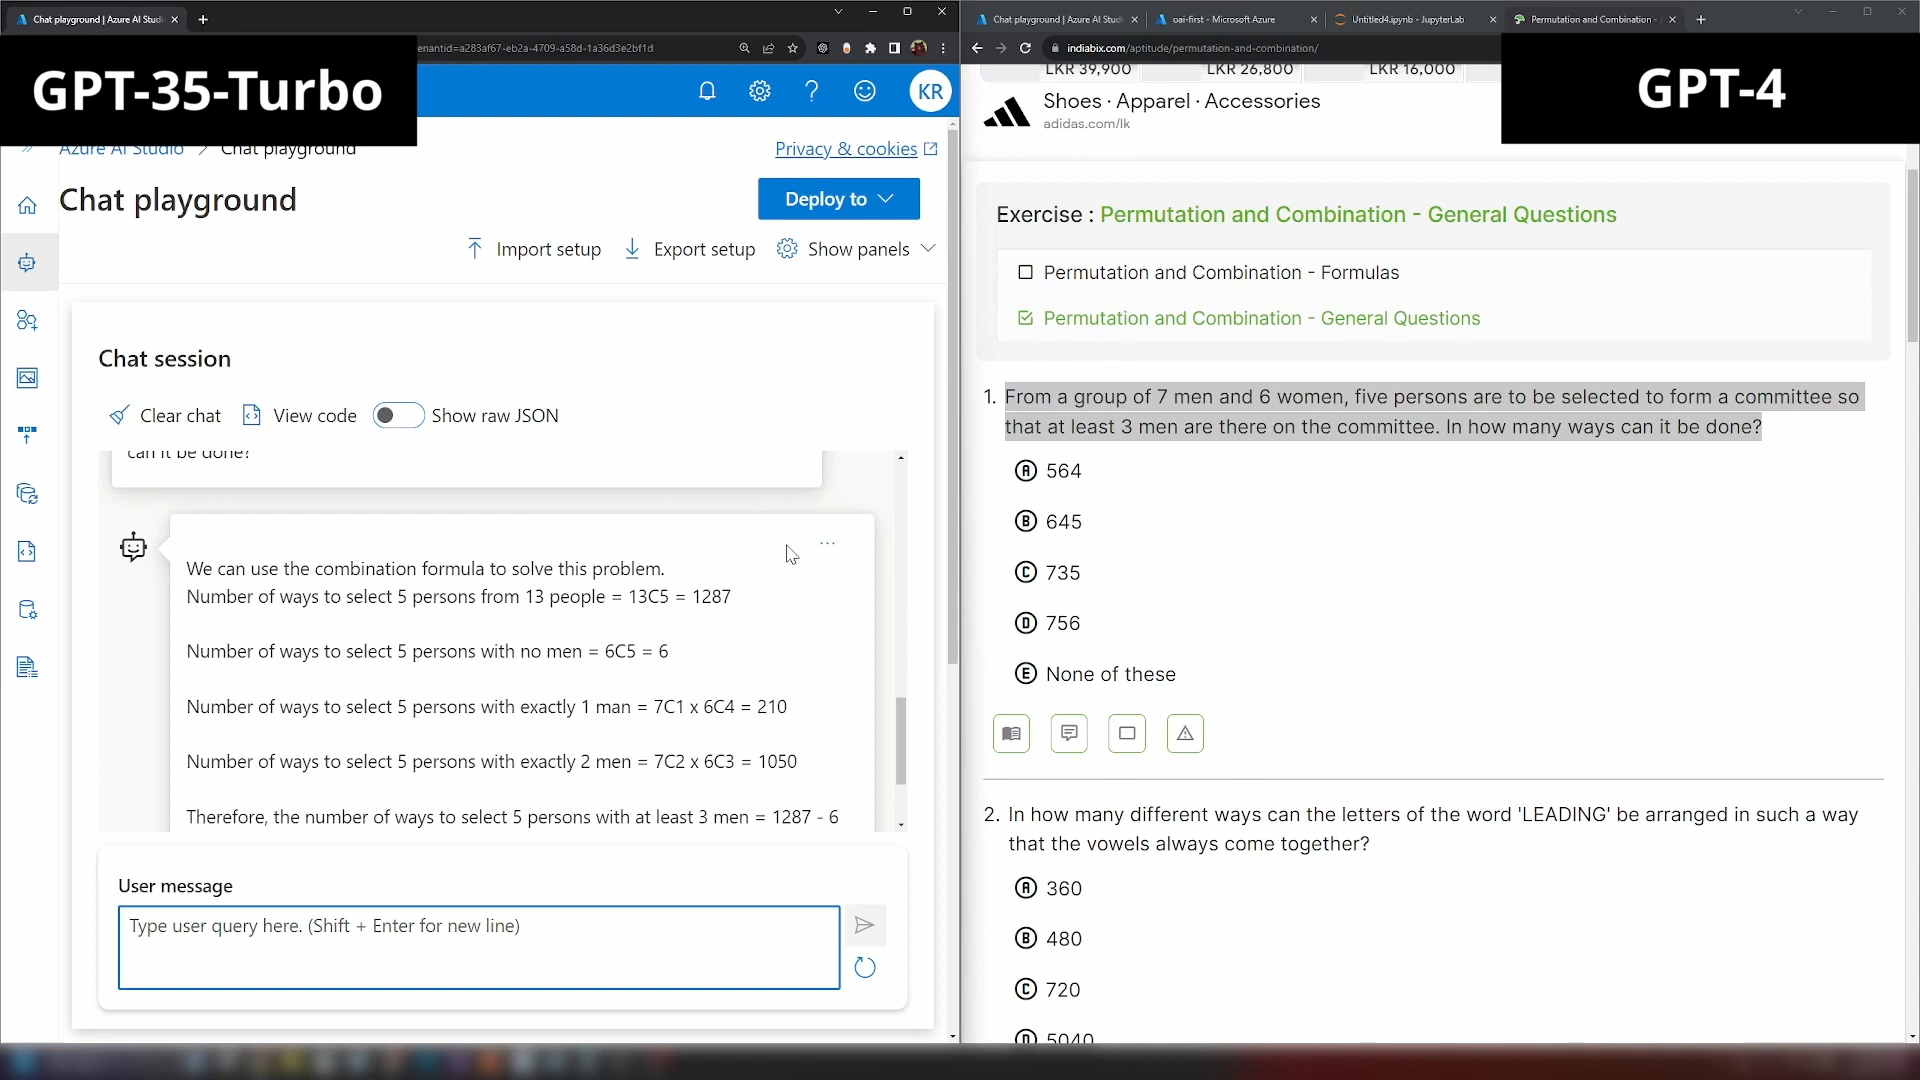 Chat playground | Azure AI Studi
enantid=a283af67-eb2a-4709-a58d-1a36d3e2bf1d
GPT-35-Turbo
KR
Azure AI Studio > Chat playground
Privacy & cookies
Chat playground
Deploy to
Import setup
Export setup
Show panels
Chat session
Clear chat
View code
Show raw JSON
can it be done?
We can use the combination formula to solve this problem.
Number of ways to select 5 persons from 13 people = 13C5 = 1287
Number of ways to select 5 persons with no men = 6C5 = 6
Number of ways to select 5 persons with exactly 1 man = 7C1 x 6C4 = 210
Number of ways to select 5 persons with exactly 2 men = 7C2 x 6C3 = 1050
Therefore, the number of ways to select 5 persons with at least 3 men = 1287 - 6
User message
Type user query here. (Shift + Enter for new line)
Chat playground | Azure AI Studi
oai-first - Microsoft Azure
Untitled4.ipynb - JupyterLab
Permutation and Combination -
indiabix.com/aptitude/permutation-and-combination/
GPT-4
LKR 39,900
LKR 26,800
LKR 16,000
Shoes · Apparel · Accessories
adidas.com/lk
Exercise : Permutation and Combination - General Questions
Permutation and Combination - Formulas
Permutation and Combination - General Questions
1. From a group of 7 men and 6 women, five persons are to be selected to form a committee so
that at least 3 men are there on the committee. In how many ways can it be done?
A 564
B 645
C 735
D 756
E None of these
2. In how many different ways can the letters of the word 'LEADING' be arranged in such a way
that the vowels always come together?
A 360
B 480
C 720
D 5040